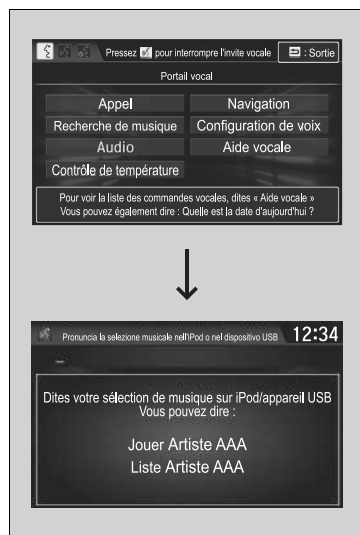 Pressez pour interrompre l'invite vocale : Sortie
Portail vocal
Appel Navigation
Recherche de musique Configuration de voix
Audio Aide vocale
Contrôle de température
Pour voir la liste des commandes vocales, dites « Aide vocale »
Vous pouvez également dire : Quelle est la date d'aujourd'hui ?
Pronuncia la selezione musicale nell'iPod o nel dispositivo USB 12:34
Dites votre sélection de musique sur iPod/appareil USB
Vous pouvez dire :
Jouer Artiste AAA
Liste Artiste AAA